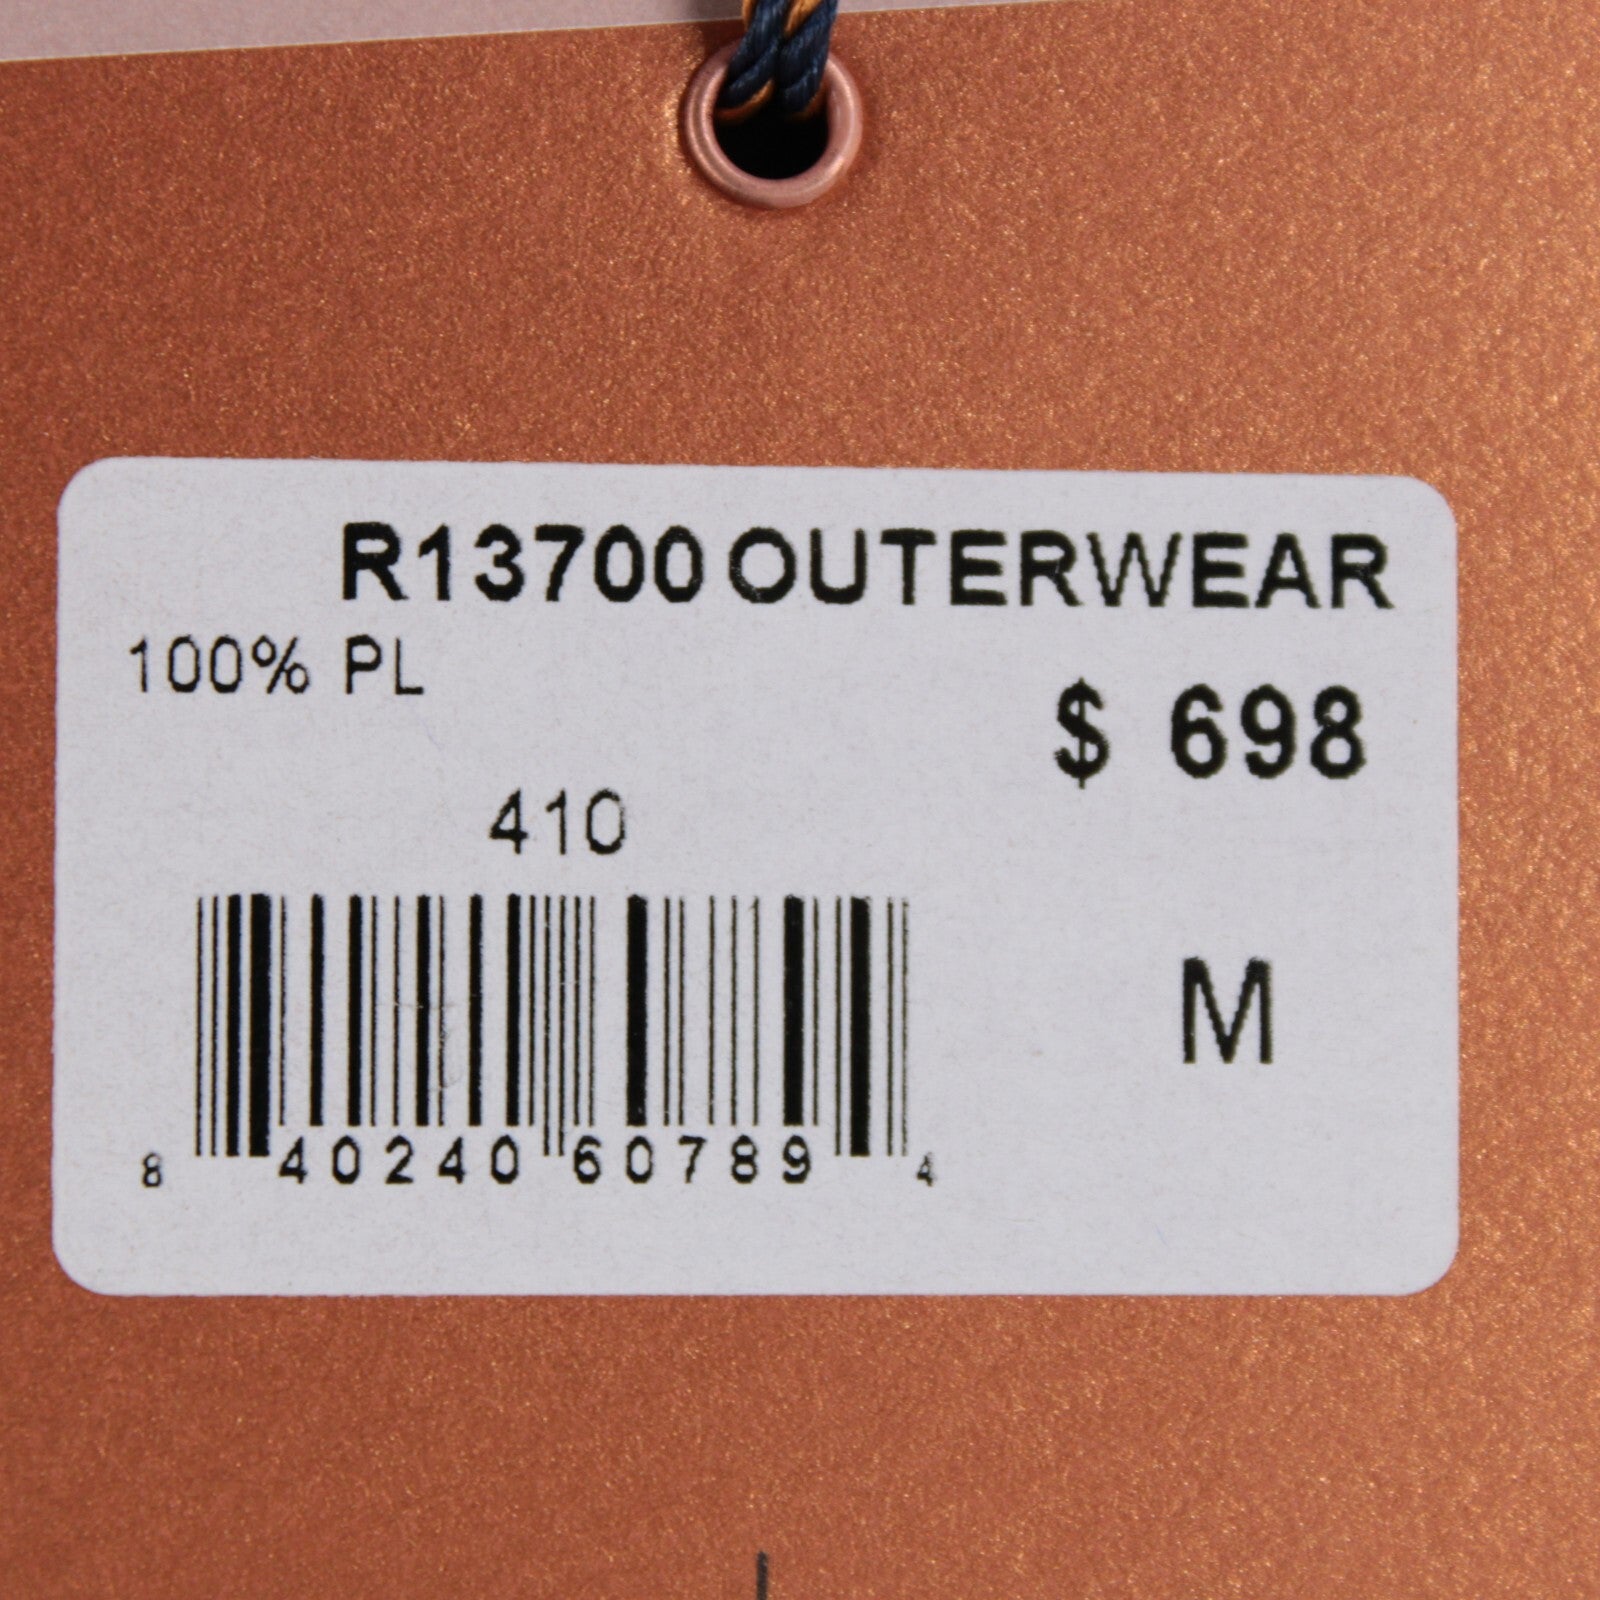 R13700 OUTERWEAR
100% PL
$ 698
410
M
8 40240 60789 4